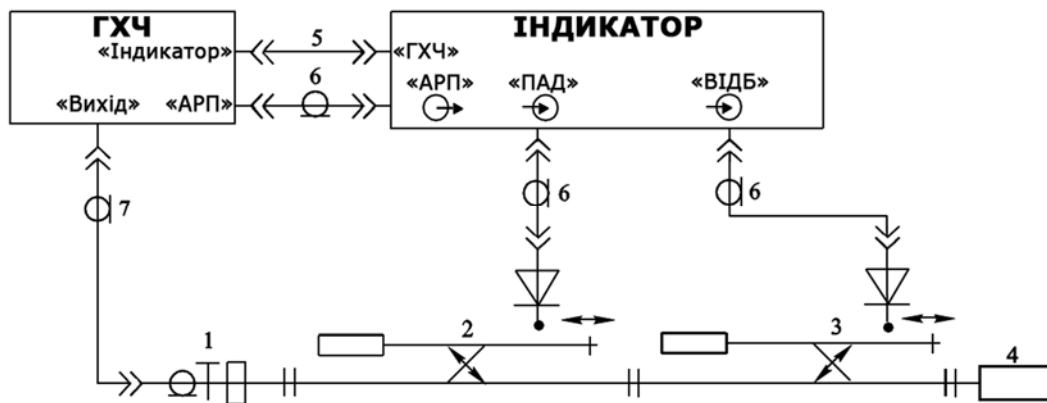 ГХЧ
ІНДИКАТОР
«Індикатор»
5
«ГХЧ»
6
«АРП»
«ПАД»
«ВІДБ»
«Вихід»
«АРП»
7
6
6
1
2
3
4